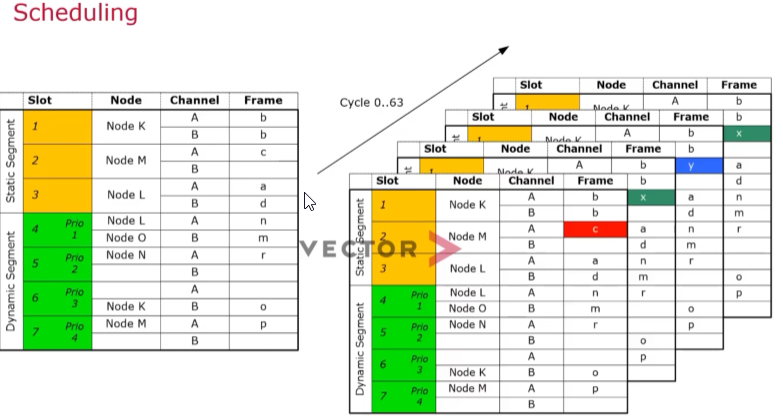 Scheduling
Cycle 0..63
Slot Node Channel Frame
Static Segment
1 Node K A b
B b
2 Node M A c
B
3 Node L A a
B d
Dynamic Segment
4 Prio 1 Node L A n
Node O B m
5 Prio 2 Node N A r
B
6 Prio 3 A
Node K B o
7 Prio 4 Node M A p
B
Slot Node Channel Frame
1 Node K A b
x
a
d
n
m
r
o
p
Slot Node Channel Frame
1 Node K A b
b
y
a
d
n
m
r
o
p
Slot Node Channel Frame
1 Node K A b
b
x
a
d
n
m
r
o
p
Slot Node Channel Frame
Static Segment
1 Node K A b
B b
2 Node M A c
B
3 Node L A a
B d
Dynamic Segment
4 Prio 1 Node L A n
Node O B m
5 Prio 2 Node N A r
B
6 Prio 3 A
Node K B o
7 Prio 4 Node M A p
B
VECTOR